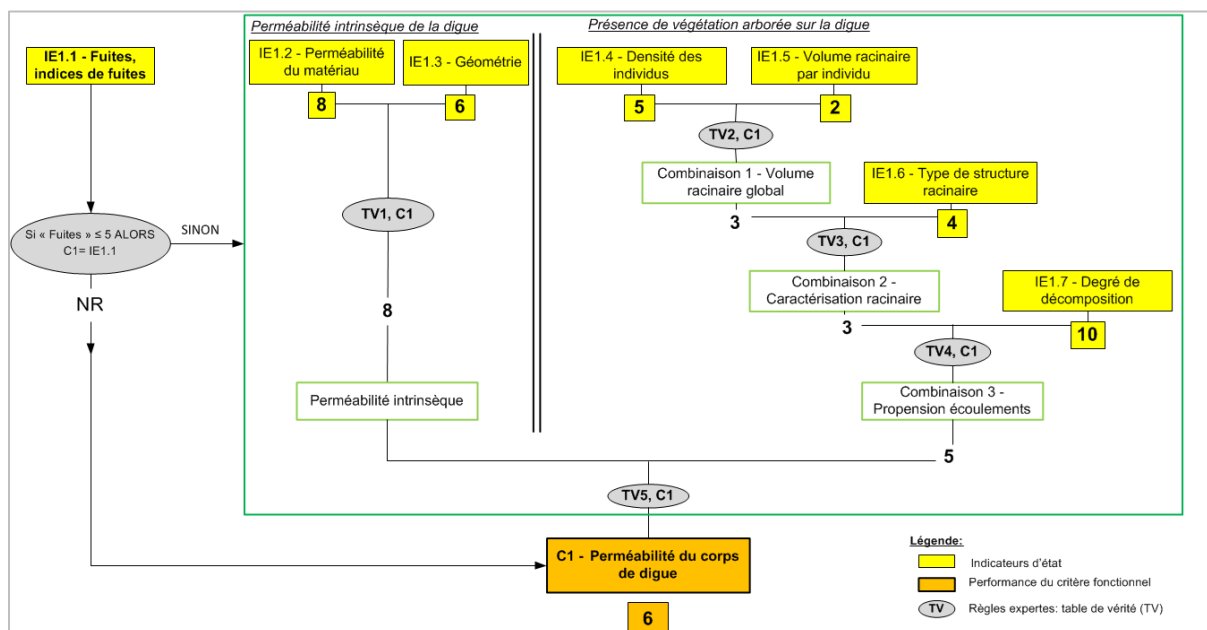 Perméabilité intrinsèque de la digue
Présence de végétation arborée sur la digue
IE1.1 - Fuites,
indices de fuites
IE1.2 - Perméabilité
du matériau
IE1.3 - Géométrie
IE1.4 - Densité des
individus
IE1.5 - Volume racinaire
par individu
8
6
5
2
TV2, C1
Combinaison 1 - Volume
racinaire global
IE1.6 - Type de structure
racinaire
TV1, C1
3
4
Si « Fuites » ≤ 5 ALORS
C1= IE1.1
SINON
TV3, C1
NR
Combinaison 2 -
Caractérisation racinaire
IE1.7 - Degré de
décomposition
8
3
10
TV4, C1
Perméabilité intrinsèque
Combinaison 3 -
Propension écoulements
5
TV5, C1
C1 - Perméabilité du corps
de digue
6
Légende:
Indicateurs d'état
Performance du critère fonctionnel
TV
Règles expertes: table de vérité (TV)